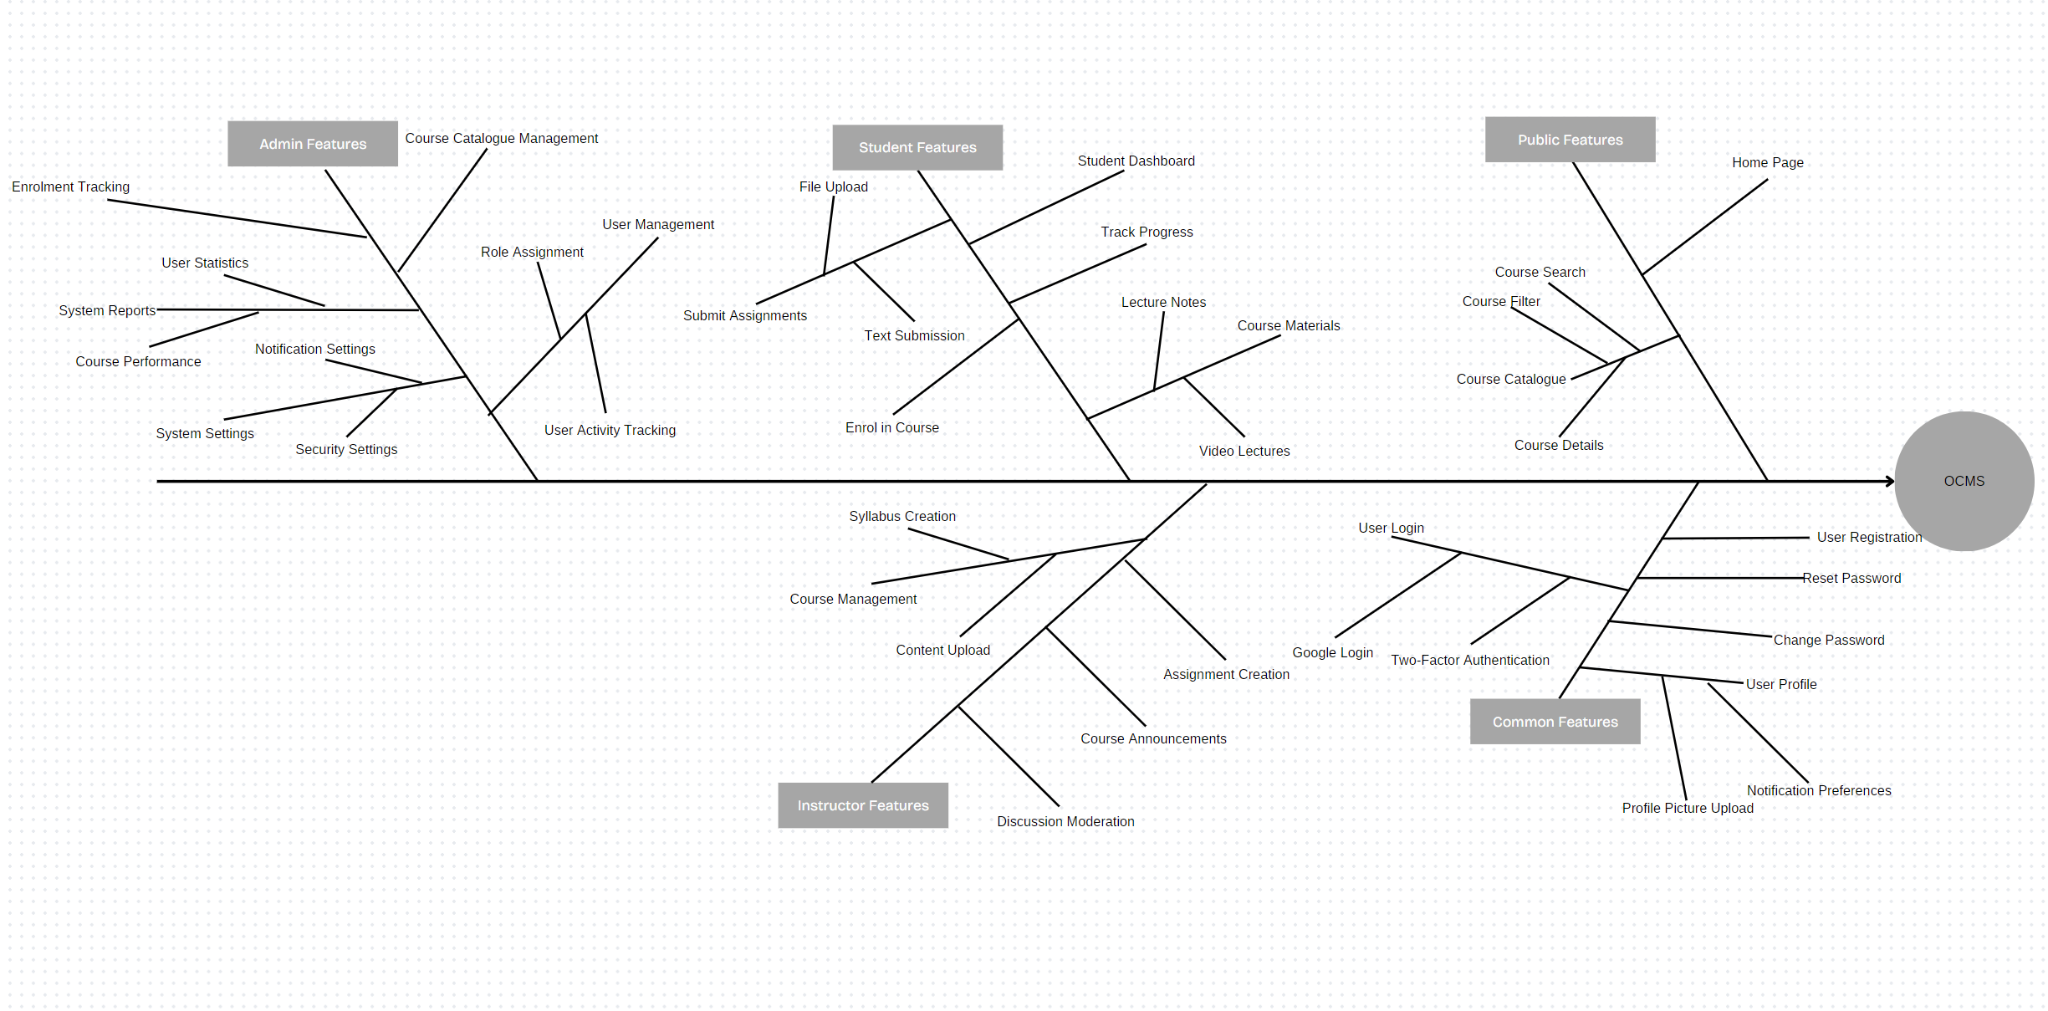 Admin Features
Course Catalogue Management
Enrolment Tracking
User Management
Role Assignment
User Statistics
System Reports
Course Performance
Notification Settings
System Settings
Security Settings
User Activity Tracking
Student Features
Student Dashboard
File Upload
Track Progress
Submit Assignments
Text Submission
Lecture Notes
Course Materials
Enrol in Course
Video Lectures
Public Features
Home Page
Course Search
Course Filter
Course Catalogue
Course Details
OCMS
Syllabus Creation
Course Management
Content Upload
Assignment Creation
Course Announcements
Instructor Features
Discussion Moderation
User Login
User Registration
Reset Password
Google Login
Two-Factor Authentication
Change Password
User Profile
Common Features
Notification Preferences
Profile Picture Upload